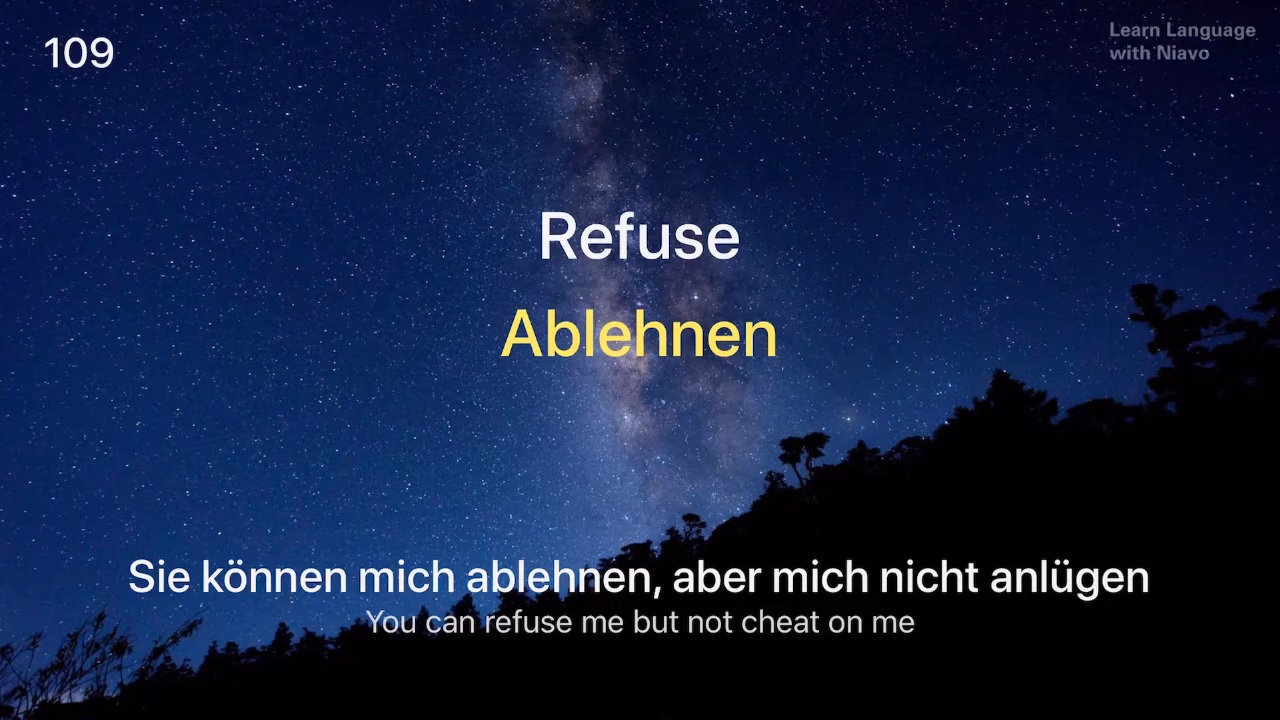 109
Learn Language
with Niavo
Refuse
Ablehnen
Sie können mich ablehnen, aber mich nicht anlügen
You can refuse me but not cheat on me